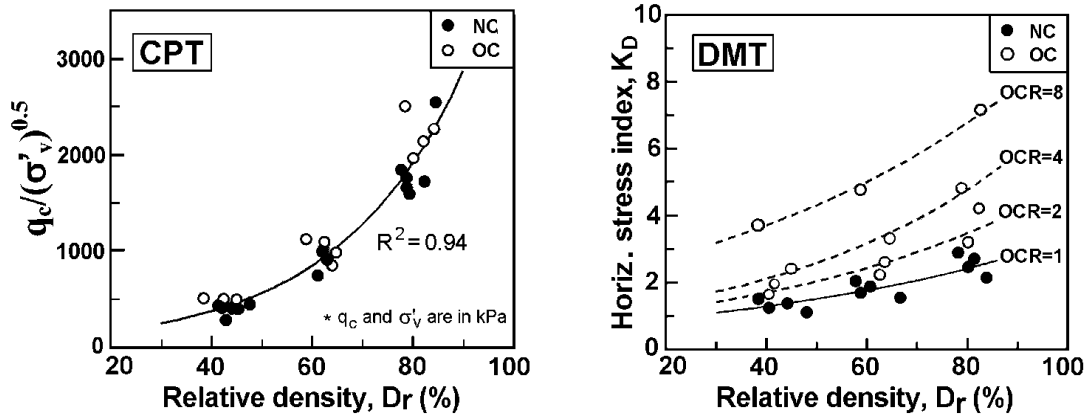 CPT
NC
OC
q_c/(σ'_v)^0.5
3000
2000
1000
0
R² = 0.94
* q_c and σ'_v are in kPa
20 40 60 80 100
Relative density, Dr (%)
DMT
NC
OC
Horiz. stress index, K_D
10
8
6
4
2
0
OCR=8
OCR=4
OCR=2
OCR=1
20 40 60 80 100
Relative density, Dr (%)